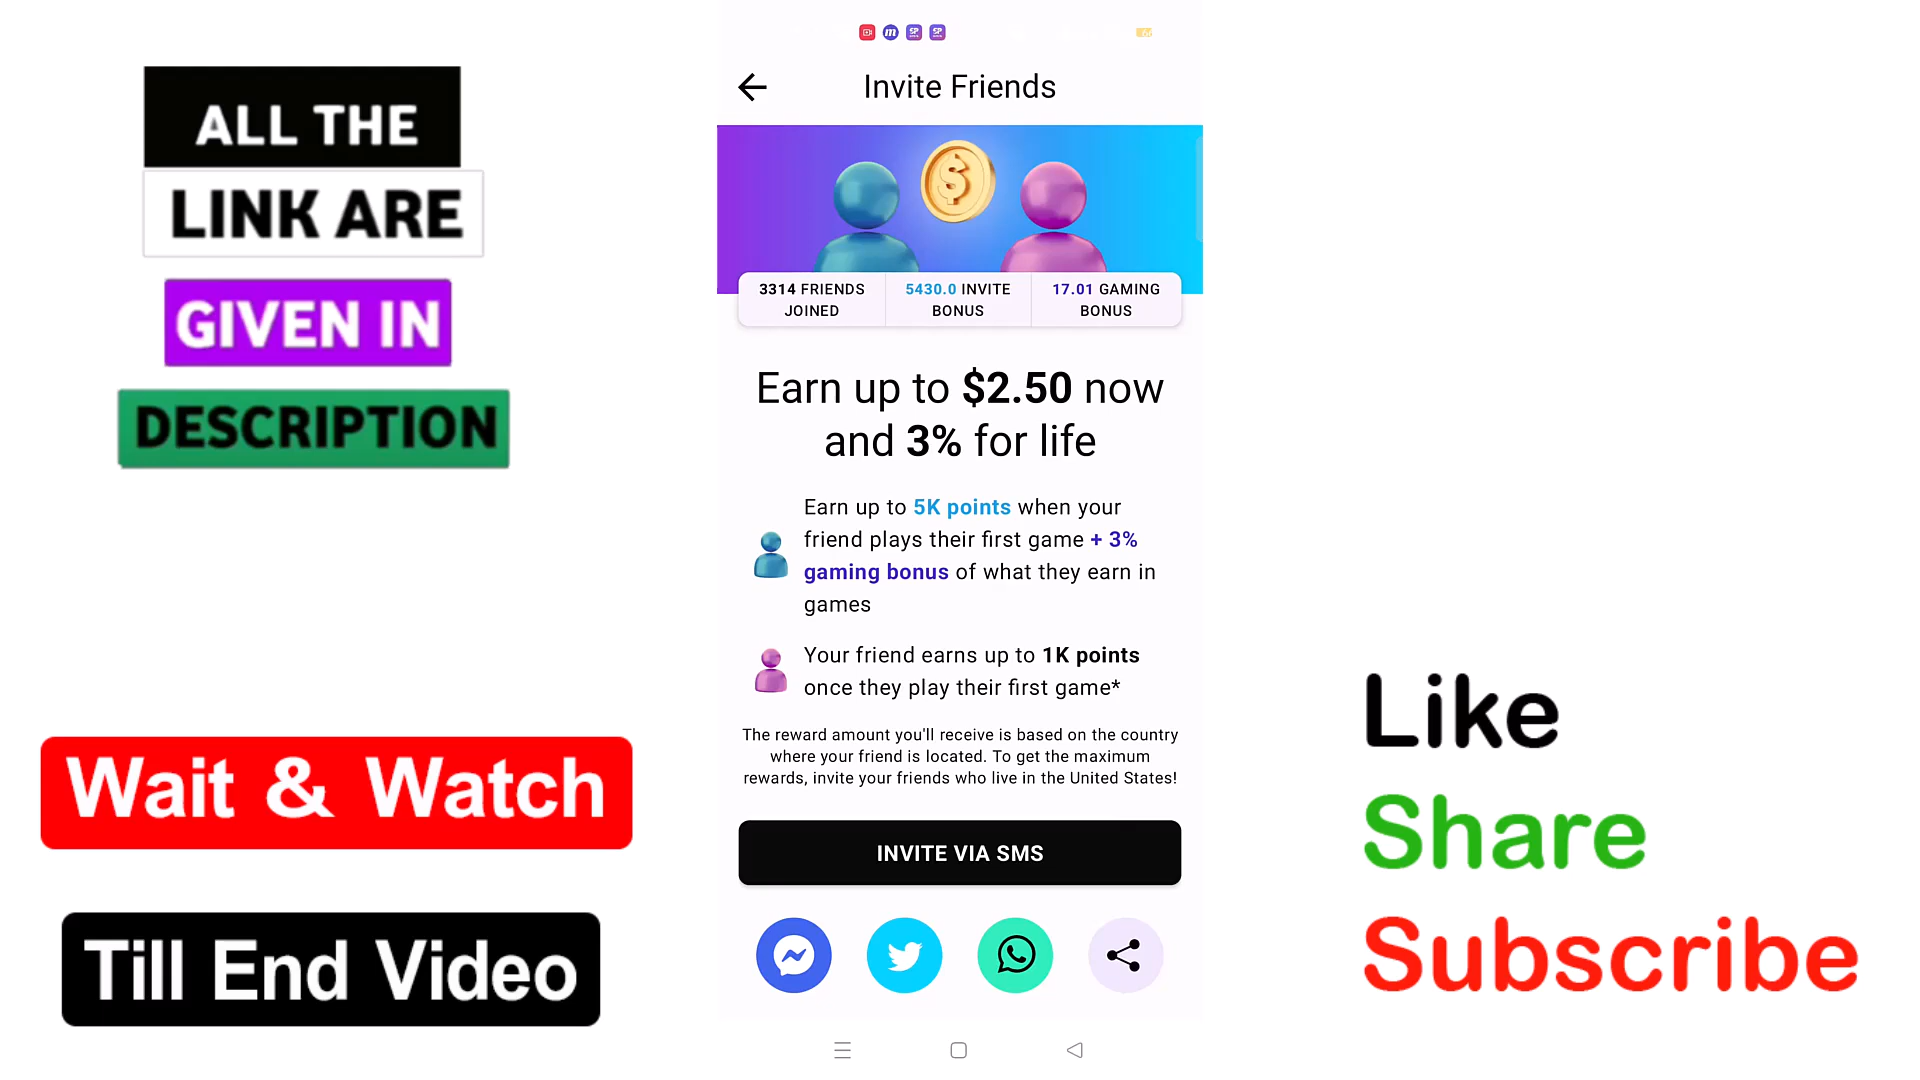 ALL THE
LINK ARE
GIVEN IN
DESCRIPTION
Wait & Watch
Till End Video
Invite Friends
3314 FRIENDS
JOINED
5430.0 INVITE
BONUS
17.01 GAMING
BONUS
Earn up to $2.50 now
and 3% for life
Earn up to 5K points when your
friend plays their first game + 3%
gaming bonus of what they earn in
games
Your friend earns up to 1K points
once they play their first game*
The reward amount you'll receive is based on the country
where your friend is located. To get the maximum
rewards, invite your friends who live in the United States!
INVITE VIA SMS
Like
Share
Subscribe